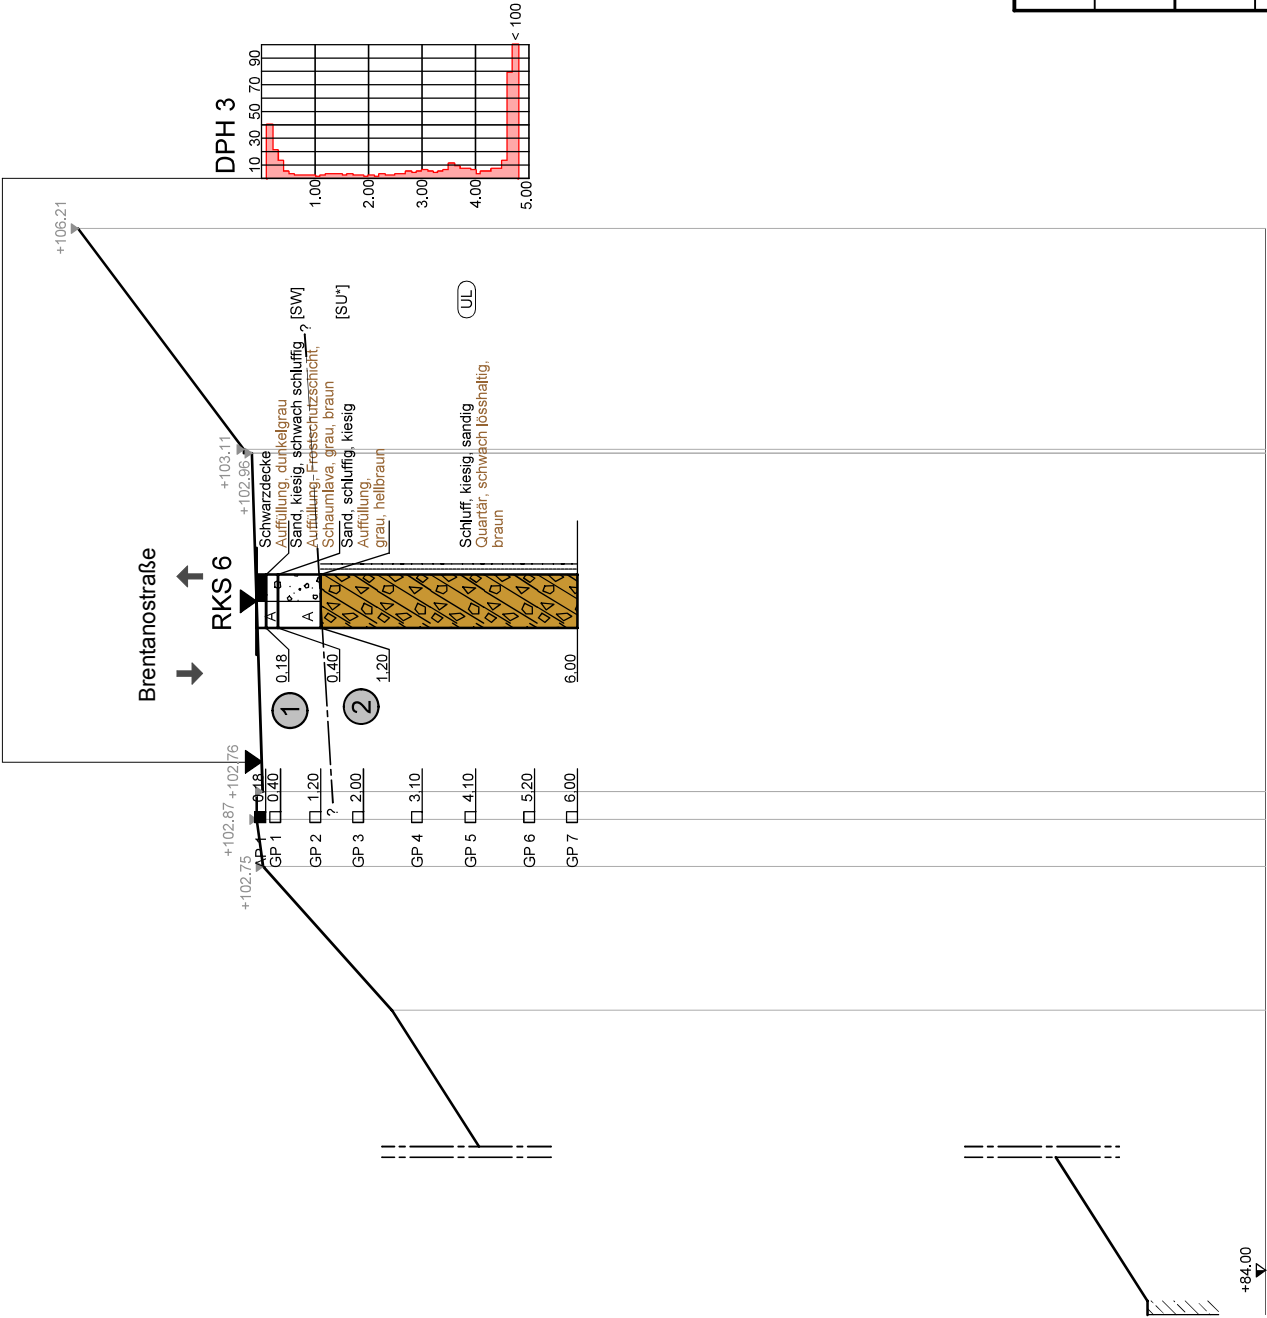 +106.21
DPH 3
10 30 50 70 90
1.00
2.00
3.00
4.00
5.00
< 100
Brentanostraße
RKS 6
+103.11
+102.96
Schwarzdecke
Auffüllung, dunkelgrau
Sand, kiesig, schwach schluffig
[SW]
?
Auffüllung, Frostschutzschicht,
Schaumlava, grau, braun
Sand, schluffig, kiesig
[SU*]
Auffüllung,
grau, hellbraun
Schluff, kiesig, sandig
UL
Quartär, schwach lösshaltig,
braun
A
A
0.18
0.40
1.20
6.00
1
2
+102.76
+102.87
+102.75
AP 1 0.18
GP 1 0.40
GP 2 1.20
?
GP 3 2.00
GP 4 3.10
GP 5 4.10
GP 6 5.20
GP 7 6.00
+84.00